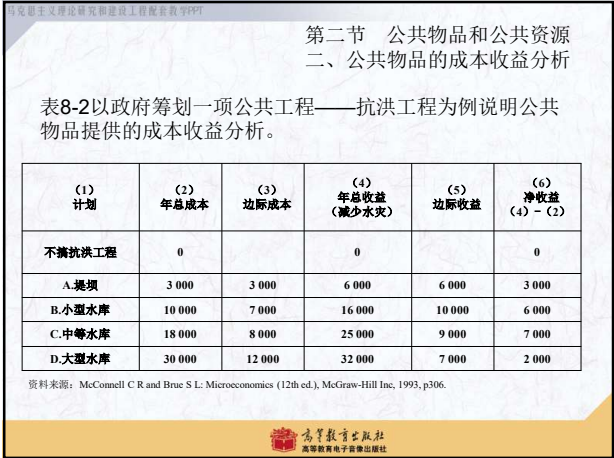 马克思主义理论研究和建设工程配套教学PPT
第二节 公共物品和公共资源
二、公共物品的成本收益分析
表8-2以政府筹划一项公共工程——抗洪工程为例说明公共
物品提供的成本收益分析。
(1) (2) (3) (4) (5) (6)
计划 年总成本 边际成本 年总收益 边际收益 净收益
(减少水灾) (4)-(2)
不搞抗洪工程 0 0 0
A.堤坝 3 000 3 000 6 000 6 000 3 000
B.小型水库 10 000 7 000 16 000 10 000 6 000
C.中等水库 18 000 8 000 25 000 9 000 7 000
D.大型水库 30 000 12 000 32 000 7 000 2 000
资料来源：McConnell C R and Brue S L: Microeconomics (12th ed.), McGraw-Hill Inc, 1993, p306.
高等教育出版社
高等教育电子音像出版社